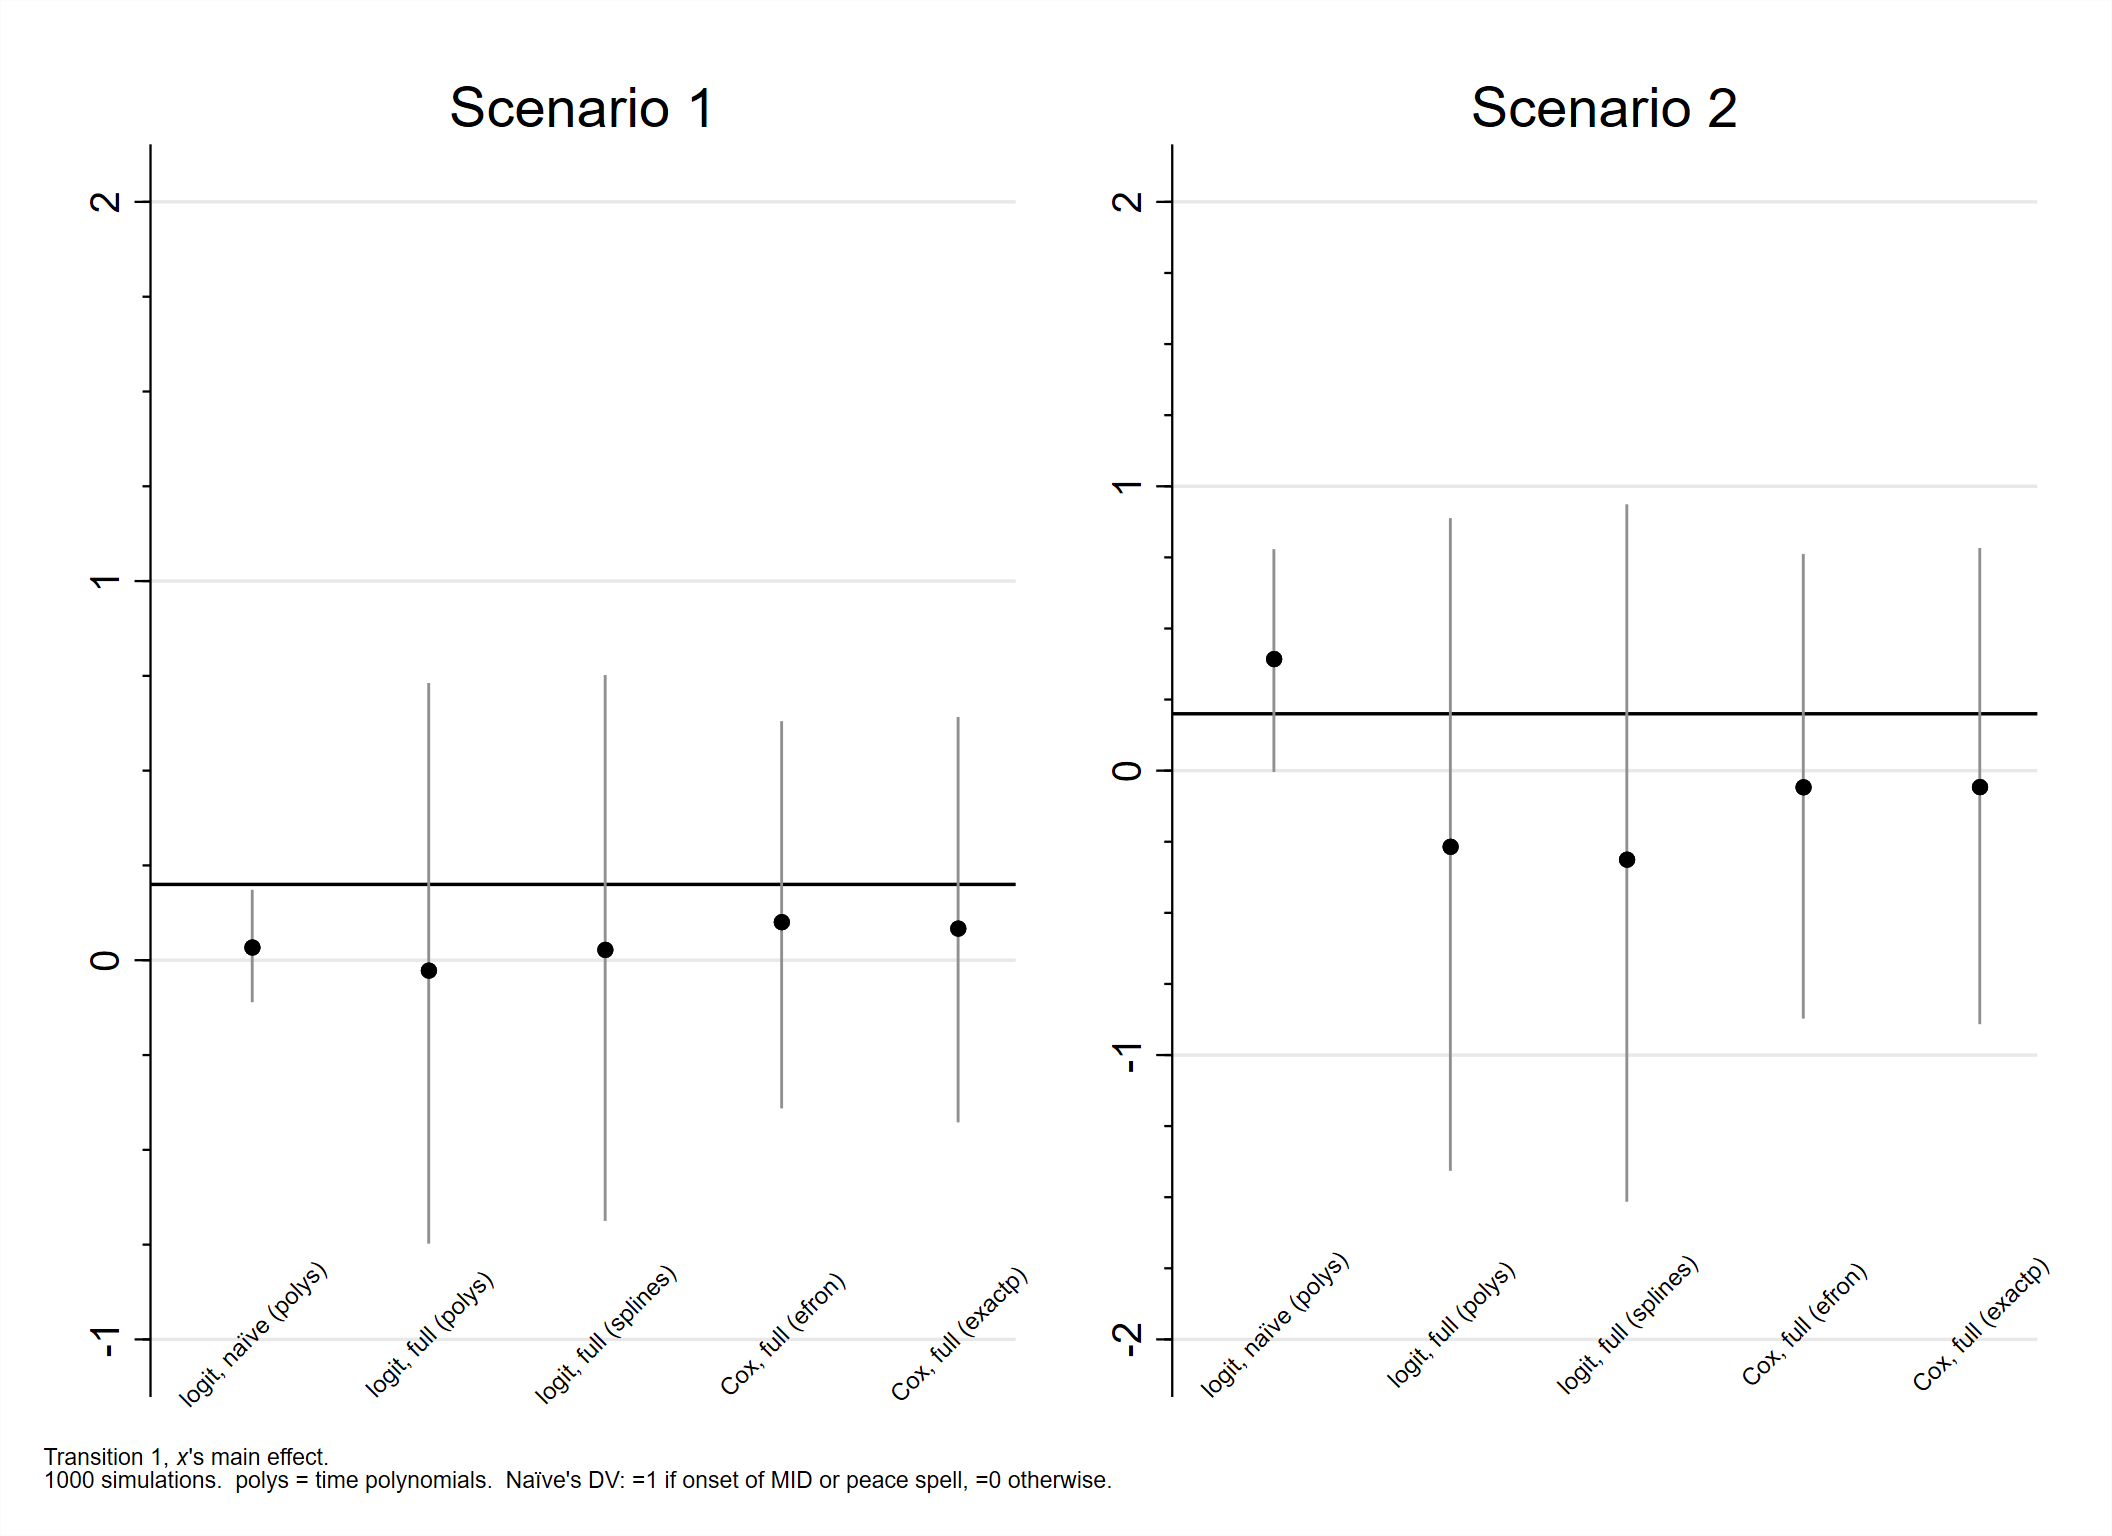 Scenario 1
2
1
0
-1
logit, naïve (polys)
logit, full (polys)
logit, full (splines)
Cox, full (efron)
Cox, full (exactp)
Scenario 2
2
1
0
-1
-2
logit, naïve (polys)
logit, full (polys)
logit, full (splines)
Cox, full (efron)
Cox, full (exactp)
Transition 1, x's main effect.
1000 simulations.  polys = time polynomials.  Naïve's DV: =1 if onset of MID or peace spell, =0 otherwise.